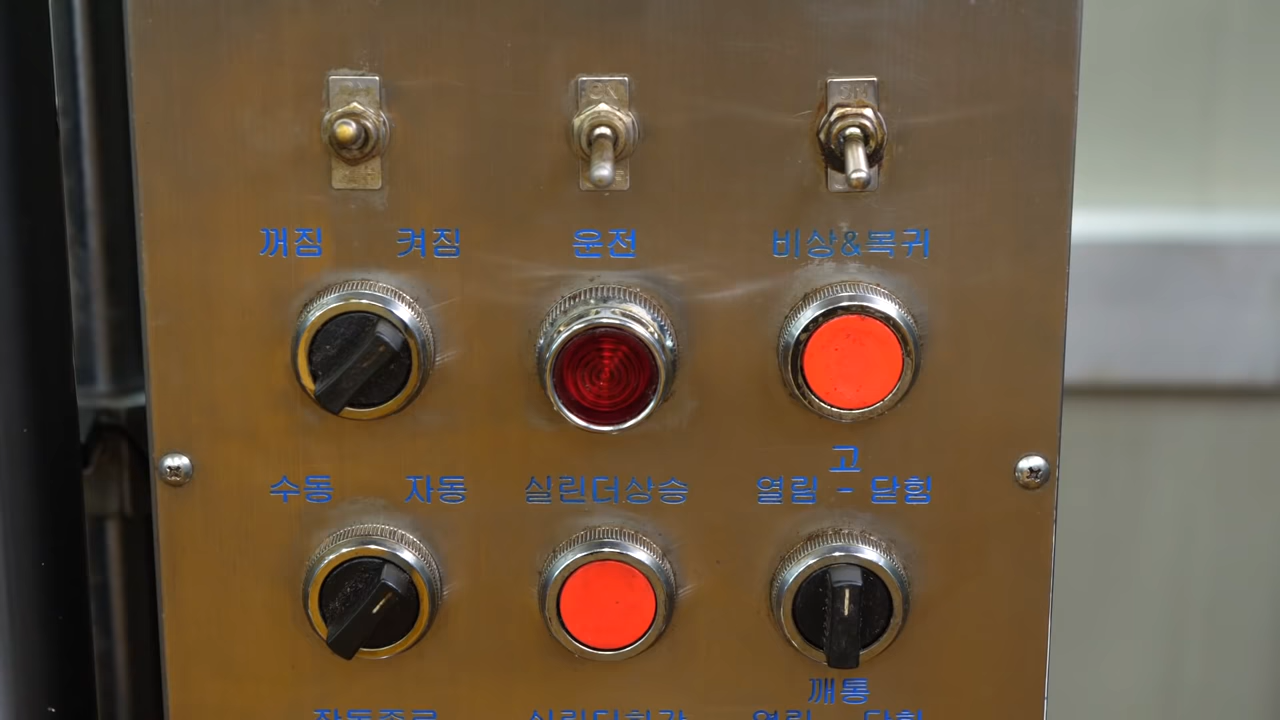 꺼짐 켜짐 운전 비상&복귀
고
수동 자동 실린더상승 열림 - 닫힘
깨통